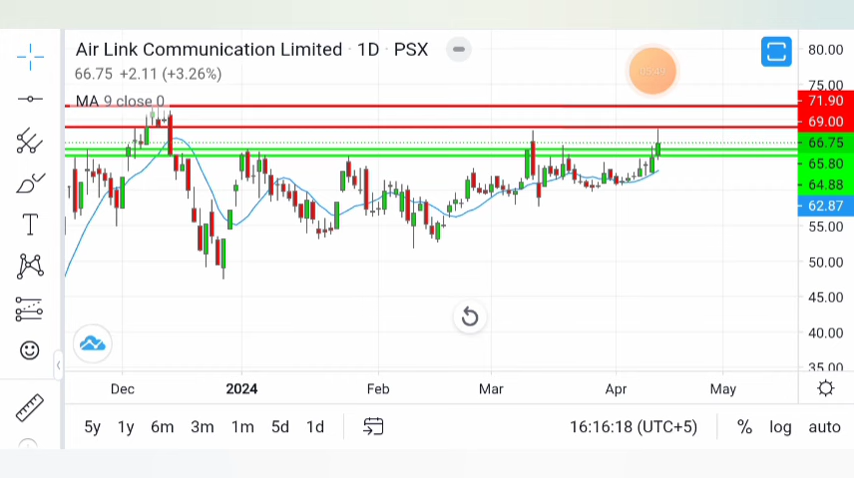 Air Link Communication Limited · 1D · PSX
66.75 +2.11 (+3.26%)
MA 9 close 0
80.00
75.00
71.90
69.00
66.75
65.80
64.88
62.87
55.00
50.00
45.00
40.00
35.00
Dec 2024 Feb Mar Apr May
5y 1y 6m 3m 1m 5d 1d 16:16:18 (UTC+5) % log auto